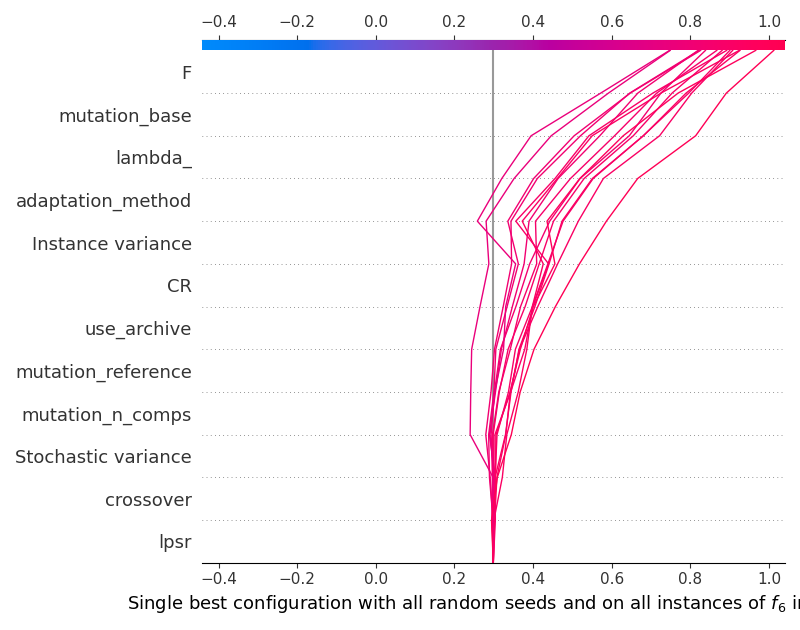 −0.4 −0.2 0.0 0.2 0.4 0.6 0.8 1.0
F
mutation_base
lambda_
adaptation_method
Instance variance
CR
use_archive
mutation_reference
mutation_n_comps
Stochastic variance
crossover
lpsr
−0.4 −0.2 0.0 0.2 0.4 0.6 0.8 1.0
Single best configuration with all random seeds and on all instances of f₆